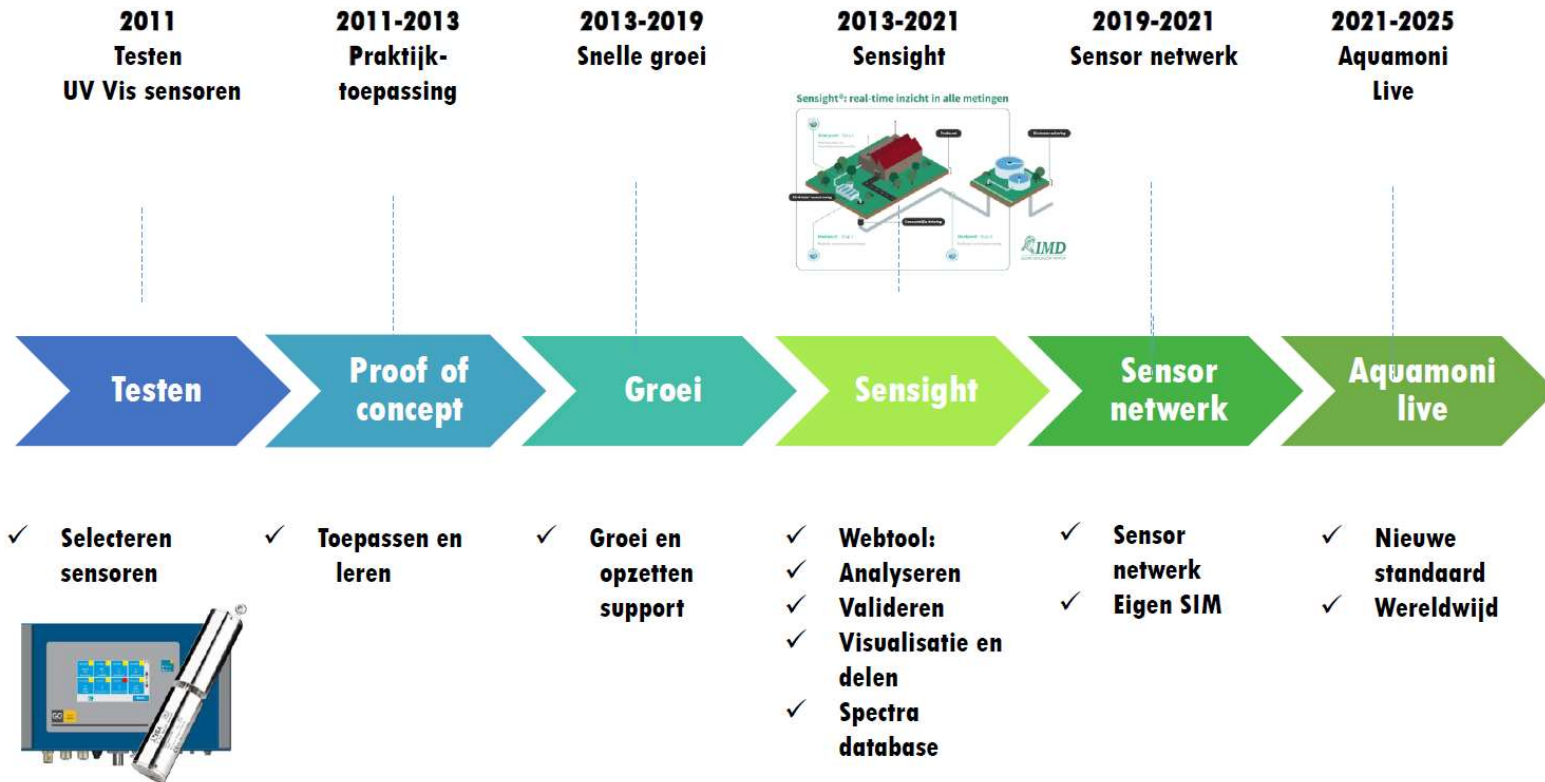 2011
Testen
UV Vis sensoren
2011-2013
Praktijk-
toepassing
2013-2019
Snelle groei
2013-2021
Sensight
2019-2021
Sensor netwerk
2021-2025
Aquamoni
Live
Sensight®: real-time inzicht in alle metingen
IMD
Testen
Proof of
concept
Groei
Sensight
Sensor
netwerk
Aquamoni
live
✓ Selecteren
sensoren
✓ Toepassen en
leren
✓ Groei en
opzetten
support
✓ Webtool:
✓ Analyseren
✓ Valideren
✓ Visualisatie en
delen
✓ Spectra
database
✓ Sensor
netwerk
✓ Eigen SIM
✓ Nieuwe
standaard
✓ Wereldwijd